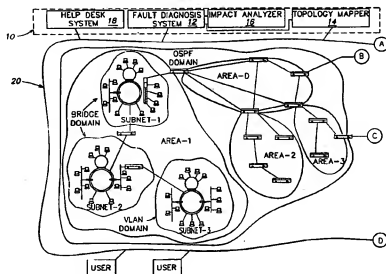 10
HELP DESK
SYSTEM 18
FAULT DIAGNOSIS
SYSTEM 12
IMPACT ANALYZER
16
TOPOLOGY MAPPER
14
A
B
C
D
20
OSPF
DOMAIN
AREA-0
BRIDGE
DOMAIN
SUBNET-1
AREA-1
AREA-2
AREA-3
SUBNET-2
VLAN
DOMAIN
SUBNET-3
USER
USER